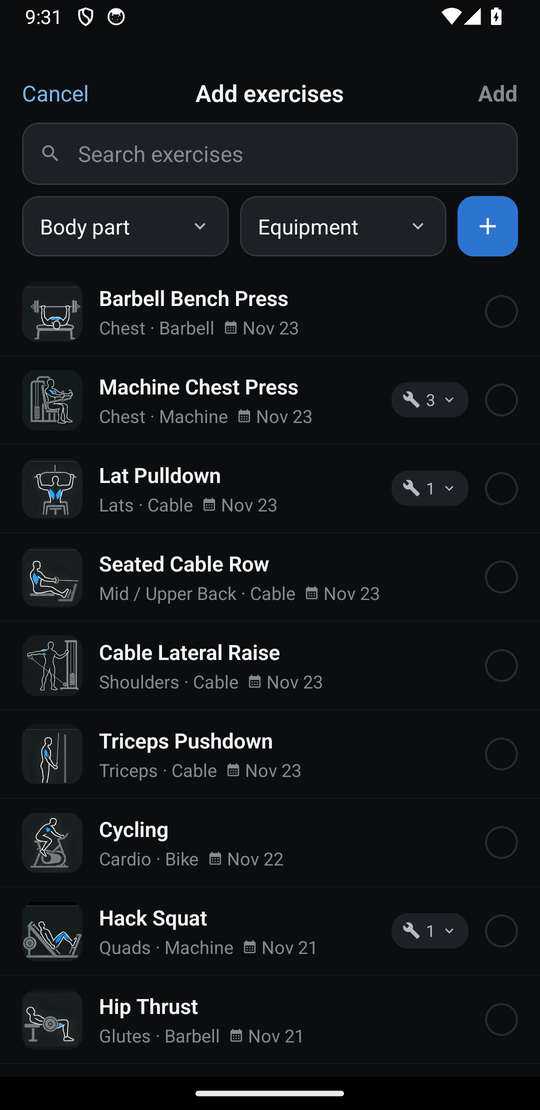 9:31
Cancel
Add exercises
Add
Search exercises
Body part
Equipment
+
Barbell Bench Press
Chest · Barbell Nov 23
Machine Chest Press
Chest · Machine Nov 23
3
Lat Pulldown
Lats · Cable Nov 23
1
Seated Cable Row
Mid / Upper Back · Cable Nov 23
Cable Lateral Raise
Shoulders · Cable Nov 23
Triceps Pushdown
Triceps · Cable Nov 23
Cycling
Cardio · Bike Nov 22
Hack Squat
Quads · Machine Nov 21
1
Hip Thrust
Glutes · Barbell Nov 21